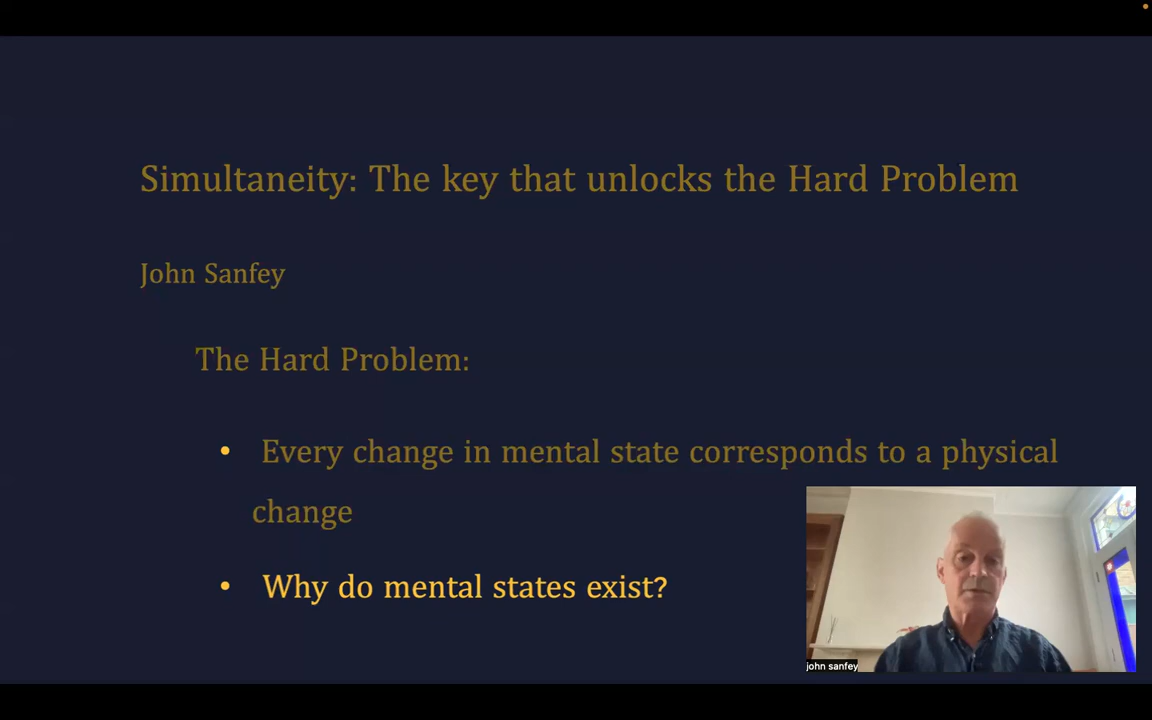 Simultaneity: The key that unlocks the Hard Problem
John Sanfey
The Hard Problem:
• Every change in mental state corresponds to a physical
change
• Why do mental states exist?
john sanfey